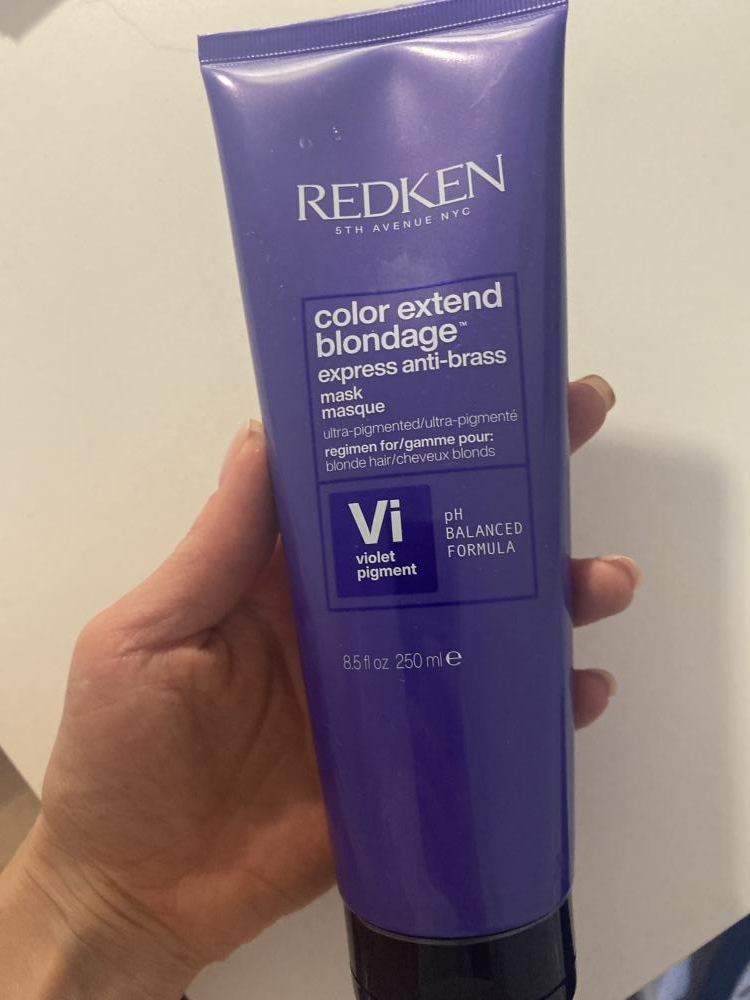 REDKEN
5TH AVENUE NYC
color extend
blondage™
express anti-brass
mask
masque
ultra-pigmented/ultra-pigmenté
regimen for/gamme pour:
blonde hair/cheveux blonds
Vi
violet
pigment
pH
BALANCED
FORMULA
8.5 fl oz 250 ml ℮